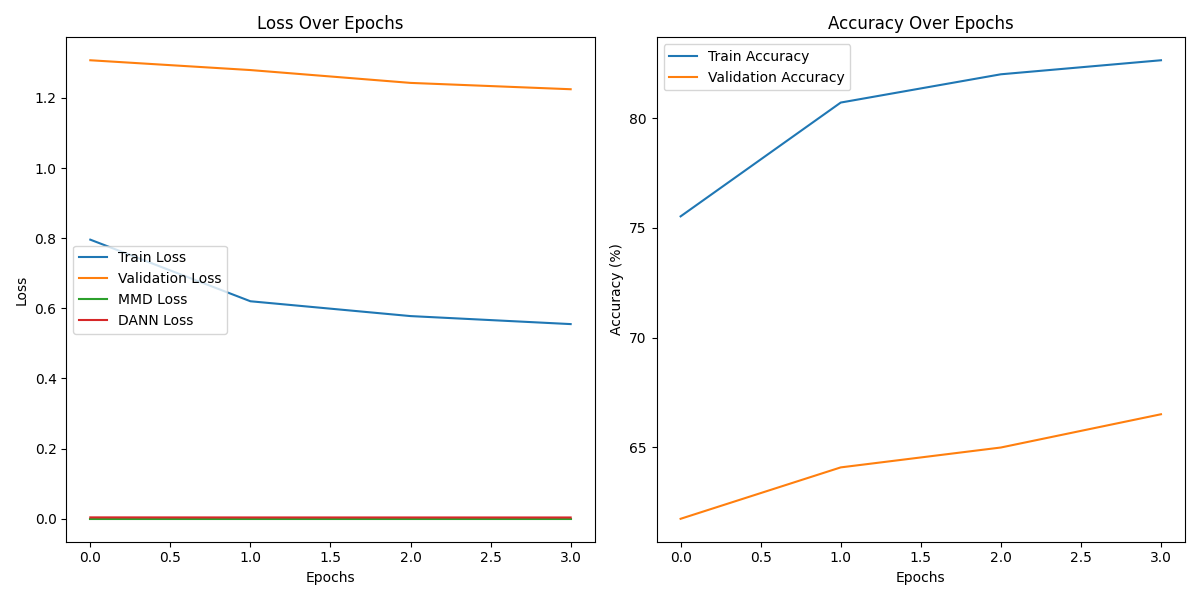 Loss Over Epochs
1.2
1.0
0.8
0.6
0.4
0.2
0.0
Loss
Train Loss
Validation Loss
MMD Loss
DANN Loss
0.0 0.5 1.0 1.5 2.0 2.5 3.0
Epochs
Accuracy Over Epochs
Train Accuracy
Validation Accuracy
80
75
70
65
Accuracy (%)
0.0 0.5 1.0 1.5 2.0 2.5 3.0
Epochs